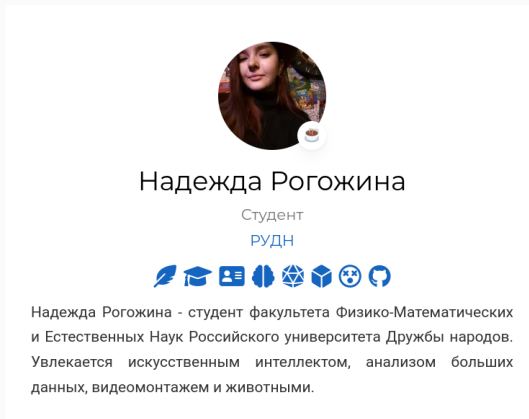 Надежда Рогожина
Студент
РУДН
Надежда Рогожина - студент факультета Физико-Математических
и Естественных Наук Российского университета Дружбы народов.
Увлекается искусственным интеллектом, анализом больших
данных, видеомонтажем и животными.